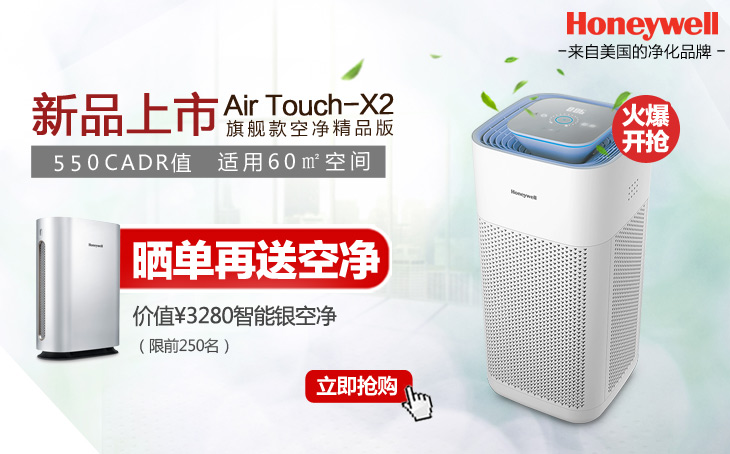 Honeywell
-来自美国的净化品牌-
新品上市
Air Touch-X2
旗舰款空净精品版
550CADR值 适用60㎡空间
火爆
开抢
Honeywell
Honeywell
晒单再送空净
价值¥3280智能银空净
（限前250名）
立即抢购